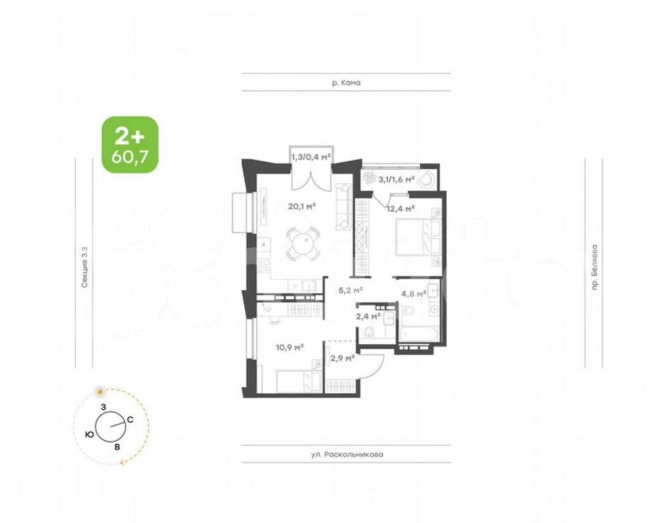 р. Кама
2+
60,7
1,3/0,4 м²
3,1/1,6 м²
20,1 м²
12,4 м²
Секция 3.3
пр. Беляева
5,2 м²
4,8 м²
2,4 м²
10,9 м²
2,9 м²
З
С
Ю
В
ул. Раскольникова